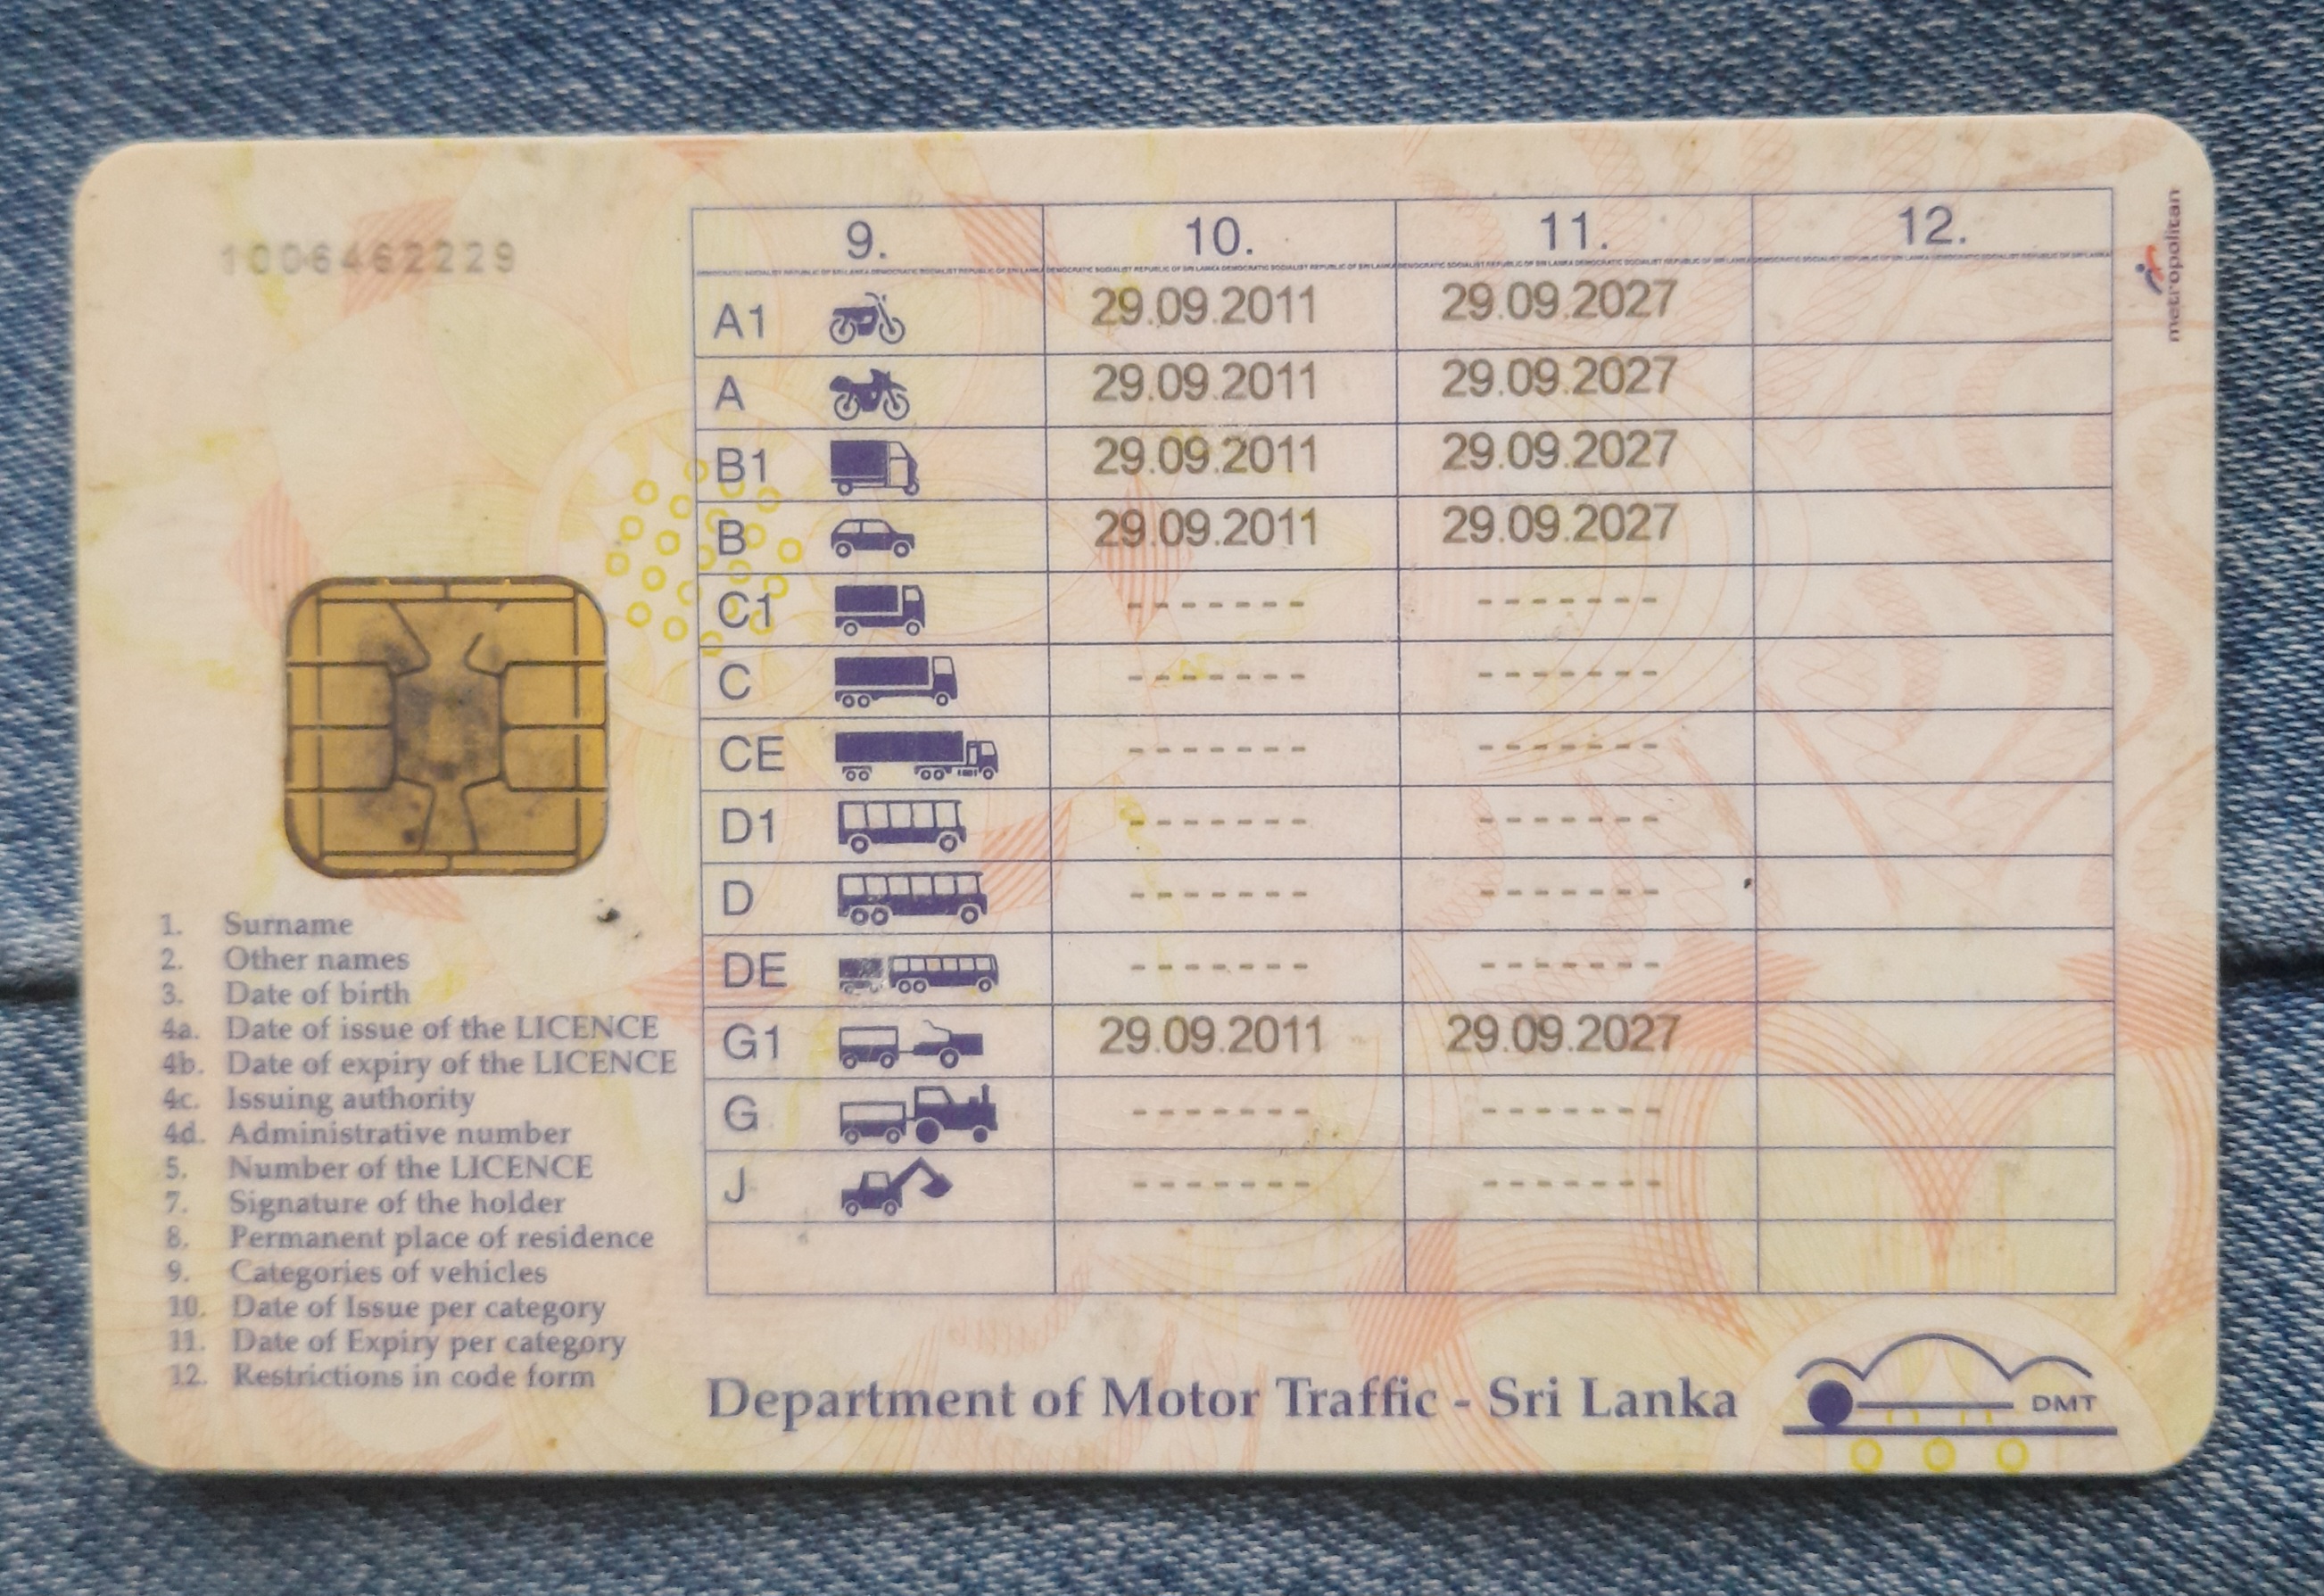 1006462229
9. 10. 11. 12.
A1 29.09.2011 29.09.2027
A 29.09.2011 29.09.2027
B1 29.09.2011 29.09.2027
B 29.09.2011 29.09.2027
C1 ------- -------
C ------- -------
CE ------- -------
D1 ------- -------
D ------- -------
DE ------- -------
G1 29.09.2011 29.09.2027
G ------- -------
J ------- -------
1. Surname
2. Other names
3. Date of birth
4a. Date of issue of the LICENCE
4b. Date of expiry of the LICENCE
4c. Issuing authority
4d. Administrative number
5. Number of the LICENCE
7. Signature of the holder
8. Permanent place of residence
9. Categories of vehicles
10. Date of Issue per category
11. Date of Expiry per category
12. Restrictions in code form
Department of Motor Traffic - Sri Lanka
DMT
metropolitan